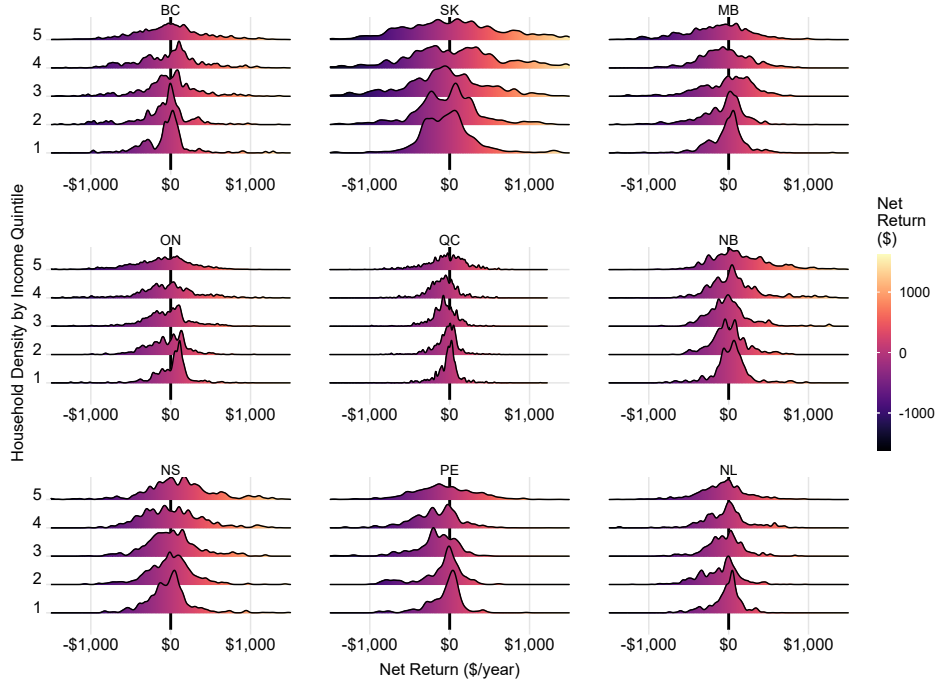 BC SK MB
5
4
3
2
1
-$1,000 $0 $1,000 -$1,000 $0 $1,000 -$1,000 $0 $1,000
ON QC NB
5
4
3
2
1
-$1,000 $0 $1,000 -$1,000 $0 $1,000 -$1,000 $0 $1,000
NS PE NL
5
4
3
2
1
-$1,000 $0 $1,000 -$1,000 $0 $1,000 -$1,000 $0 $1,000
Net Return ($/year)
Household Density by Income Quintile
Net
Return
($)
1000
0
-1000